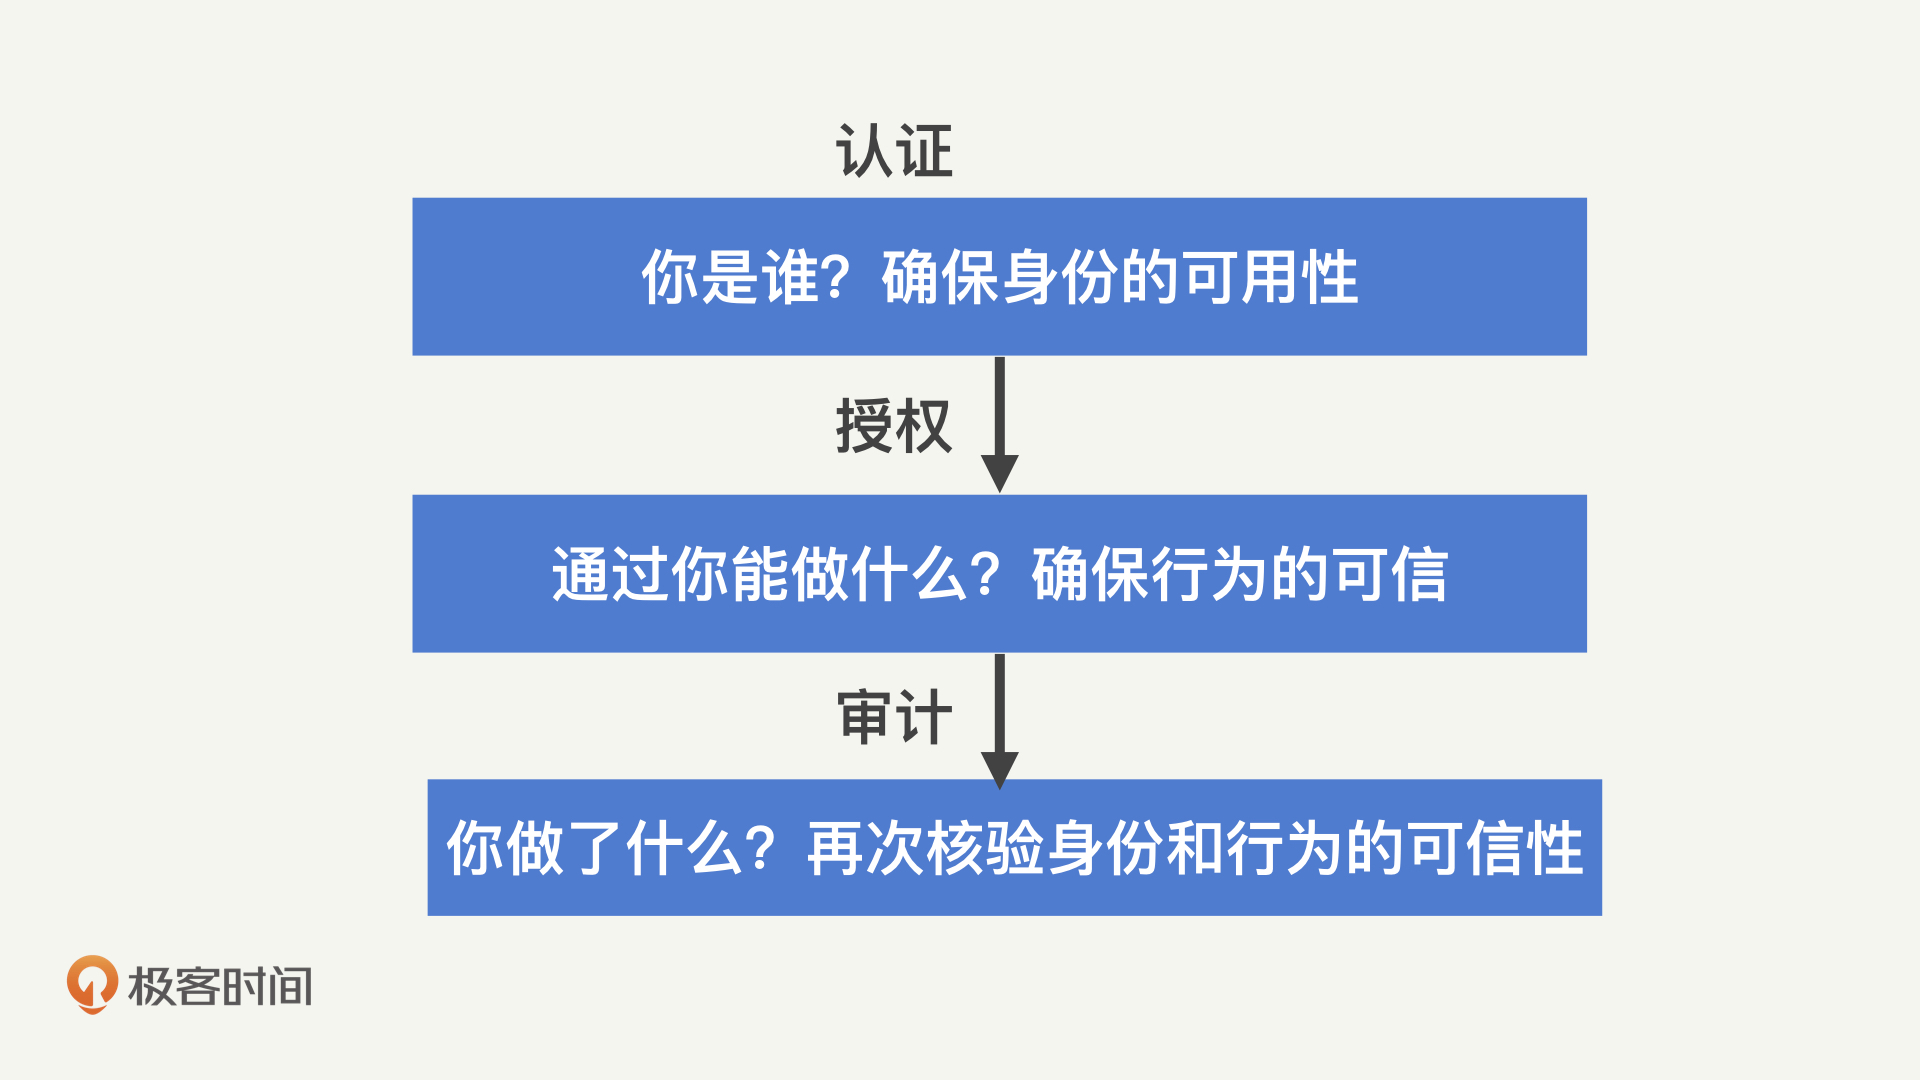 认证
你是谁？确保身份的可用性
授权
通过你能做什么？确保行为的可信
审计
你做了什么？再次核验身份和行为的可信性
极客时间